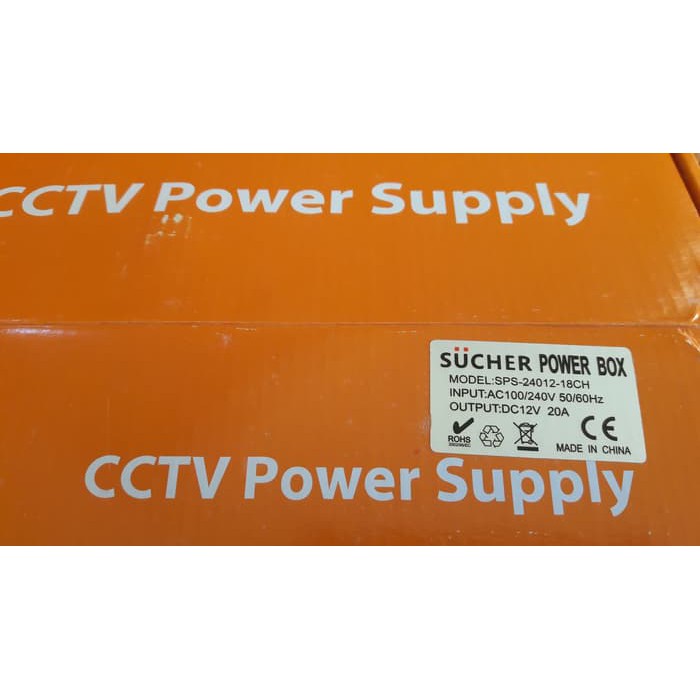 CCTV Power Supply
SÜCHER POWER BOX
MODEL:SPS-24012-18CH
INPUT:AC100/240V 50/60Hz
OUTPUT:DC12V 20A
ROHS
CE
MADE IN CHINA
CCTV Power Supply